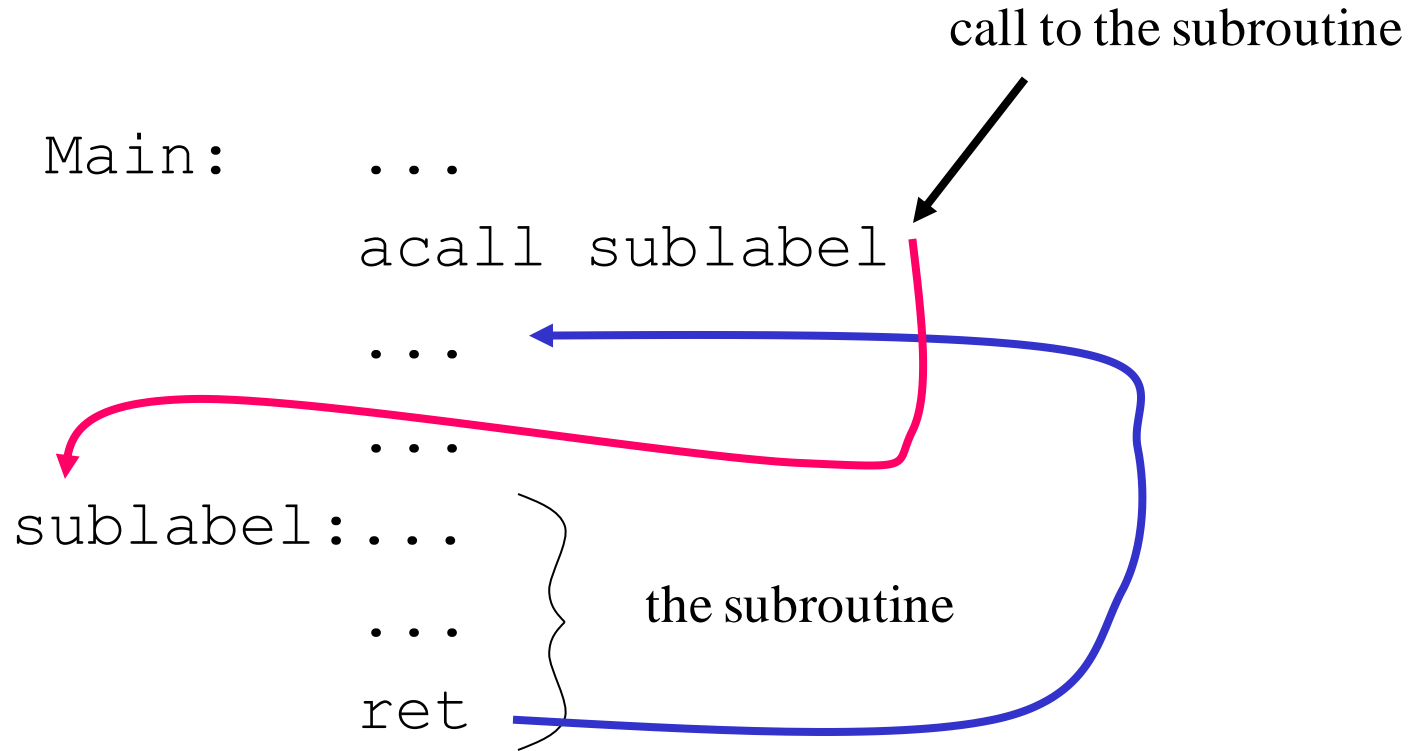 call to the subroutine
Main: ...
acall sublabel
...
...
sublabel:...
... the subroutine
ret